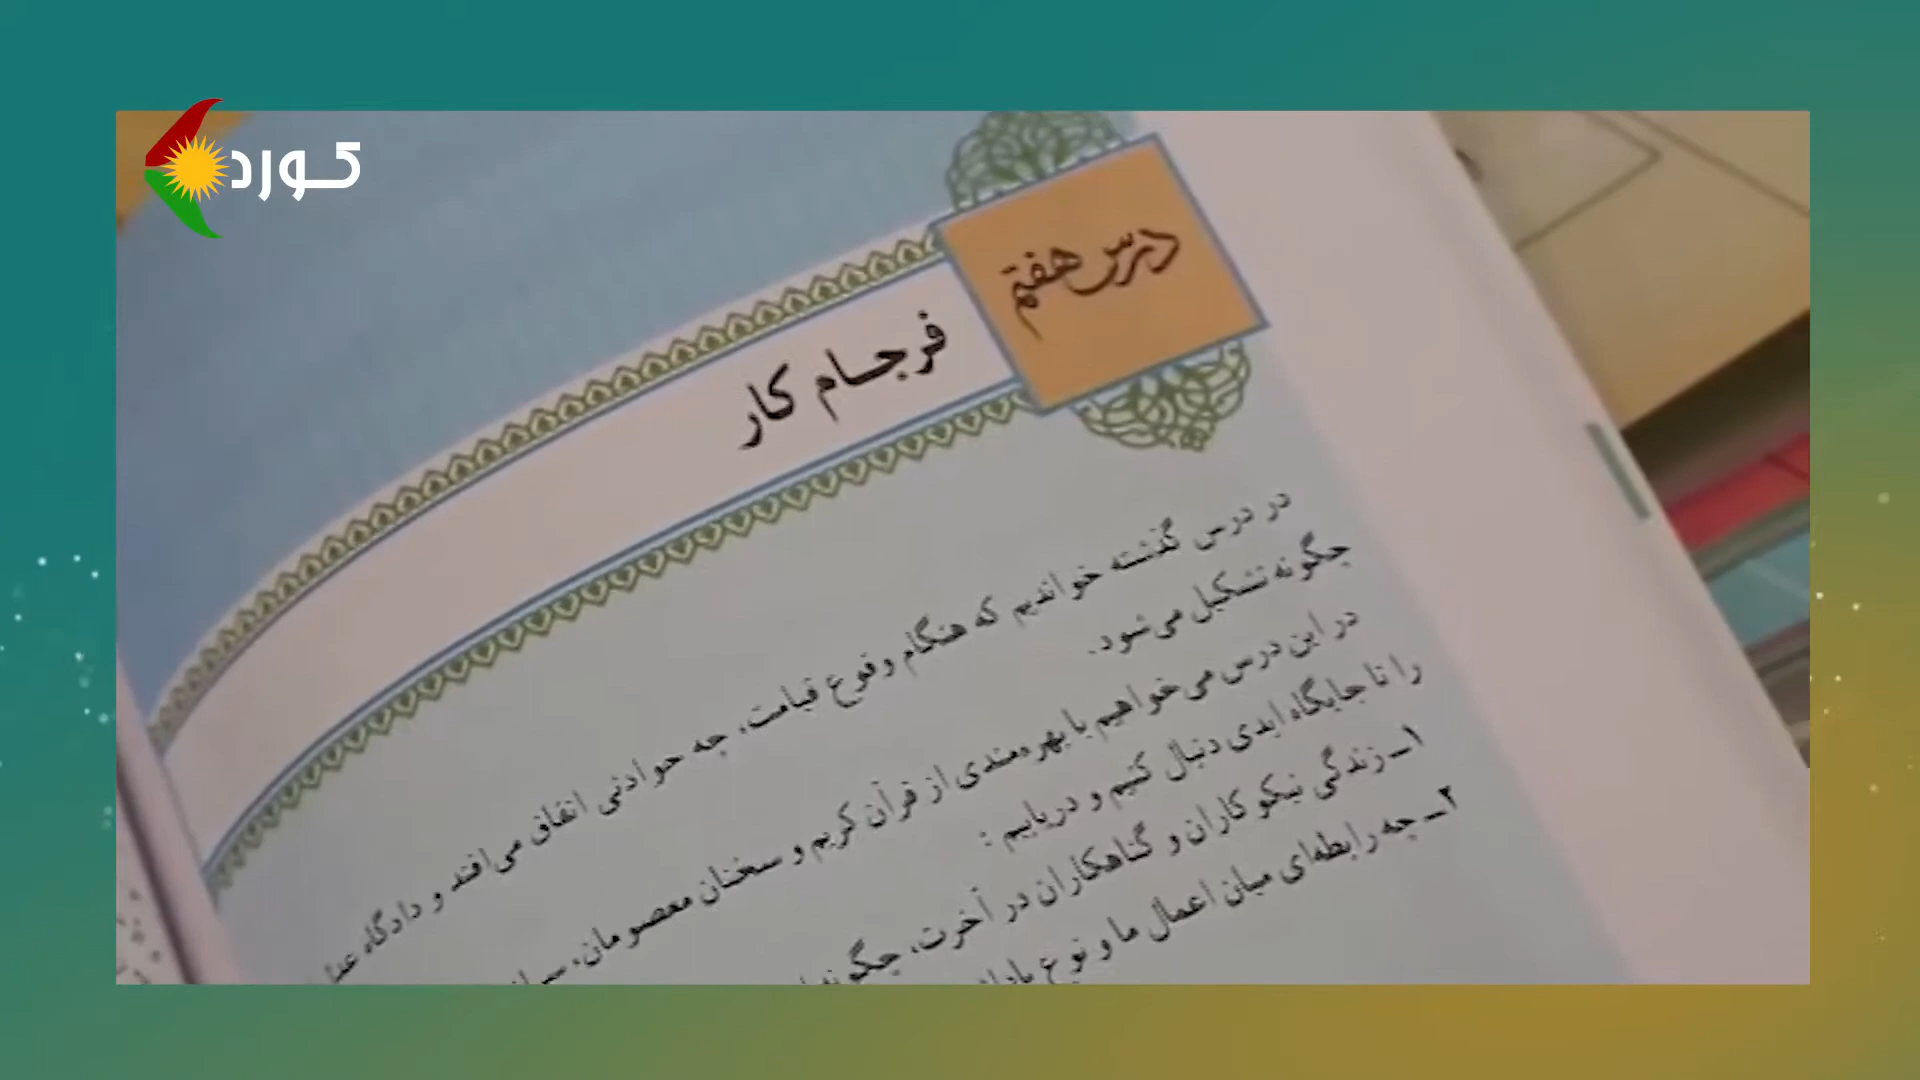 کورد
درس هفتم
فرجام کار
در درس گذشته خواندیم که هنگام وقوع قیامت، چه حوادثی اتفاق می‌افتد و دادگاه
چگونه تشکیل می‌شود.
در این درس می‌خواهیم با بهره‌مندی از قرآن کریم و سخنان معصومان،
را تا جایگاه ابدی دنبال کنیم و دریابیم :
۱ـ زندگی نیکوکاران و گناهکاران در آخرت، چگونه
۲ـ چه رابطه‌ای میان اعمال ما و نوع